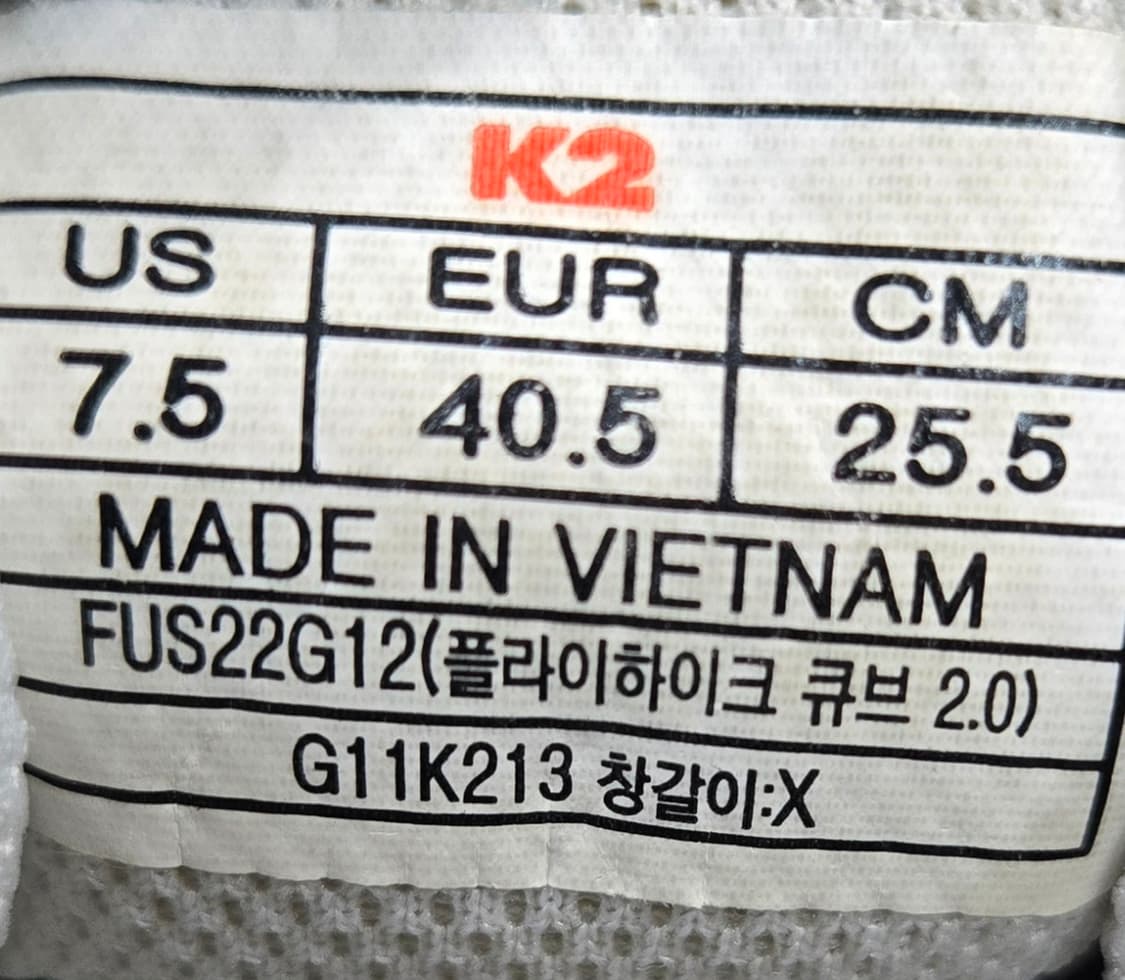 K2
US EUR CM
7.5 40.5 25.5
MADE IN VIETNAM
FUS22G12(플라이하이크 큐브 2.0)
G11K213 창갈이:X